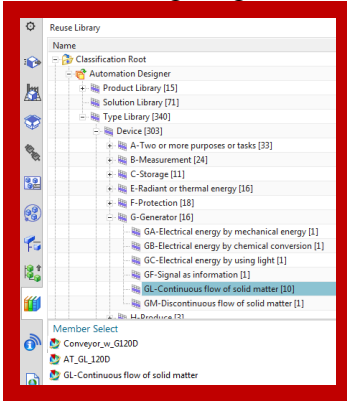 Reuse Library
Name
Classification Root
Automation Designer
Product Library [15]
Solution Library [71]
Type Library [340]
Device [303]
A-Two or more purposes or tasks [33]
B-Measurement [24]
C-Storage [11]
E-Radiant or thermal energy [16]
F-Protection [18]
G-Generator [16]
GA-Electrical energy by mechanical energy [1]
GB-Electrical energy by chemical conversion [1]
GC-Electrical energy by using light [1]
GF-Signal as information [1]
GL-Continuous flow of solid matter [10]
GM-Discontinuous flow of solid matter [1]
H-Produce [3]
Member Select
Conveyor_w_G120D
AT_GL_120D
GL-Continuous flow of solid matter